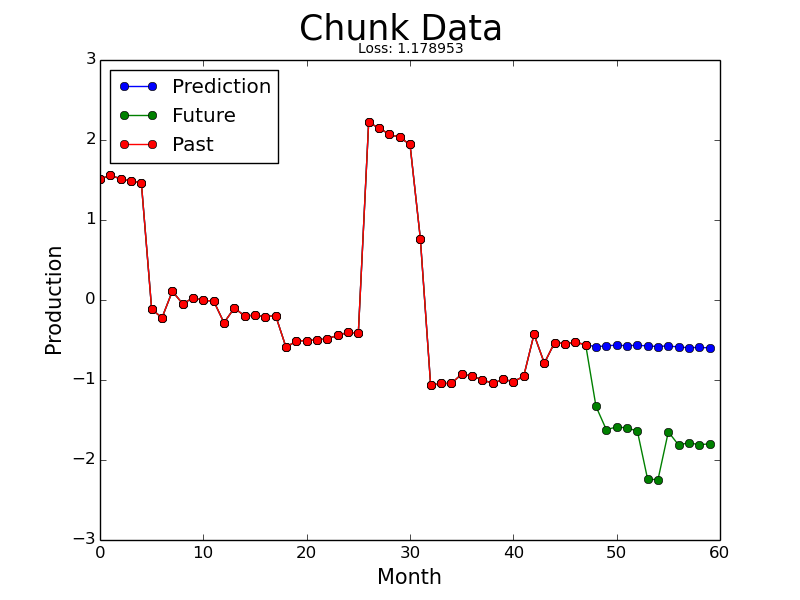 Chunk Data
Loss: 1.178953
Prediction
Future
Past
Production
3
2
1
0
−1
−2
−3
0 10 20 30 40 50 60
Month